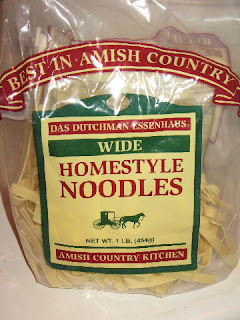 BEST IN AMISH COUNTRY
DAS DUTCHMAN ESSENHAUS
WIDE
HOMESTYLE
NOODLES
NET WT. 1 LB. (454g)
AMISH COUNTRY KITCHEN